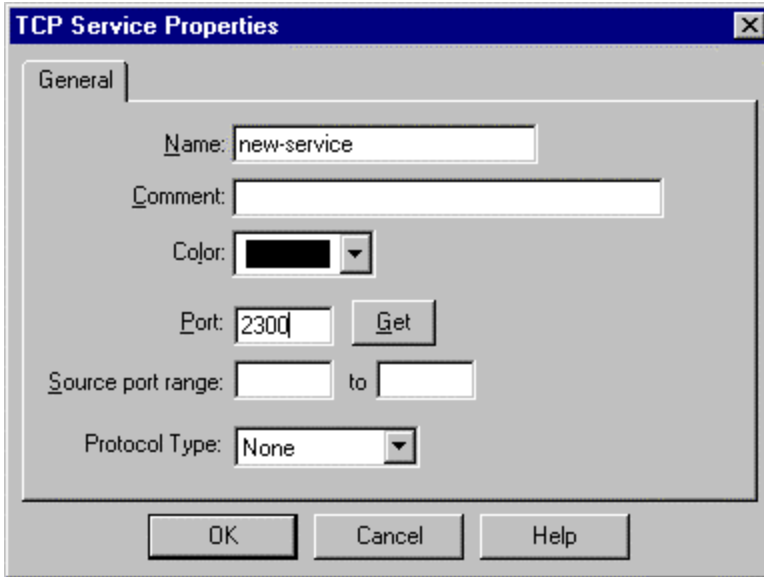 TCP Service Properties
General
Name: new-service
Comment:
Color:
Port: 2300 Get
Source port range: to
Protocol Type: None
OK Cancel Help